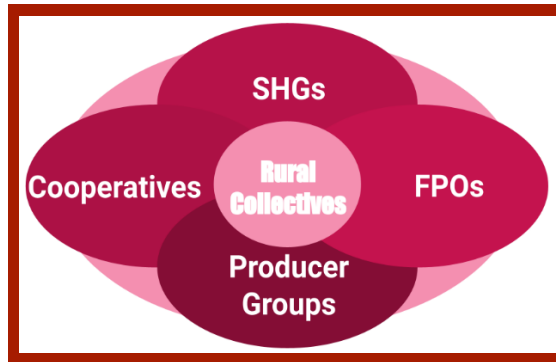 SHGs
Cooperatives
Rural
Collectives
FPOs
Producer
Groups